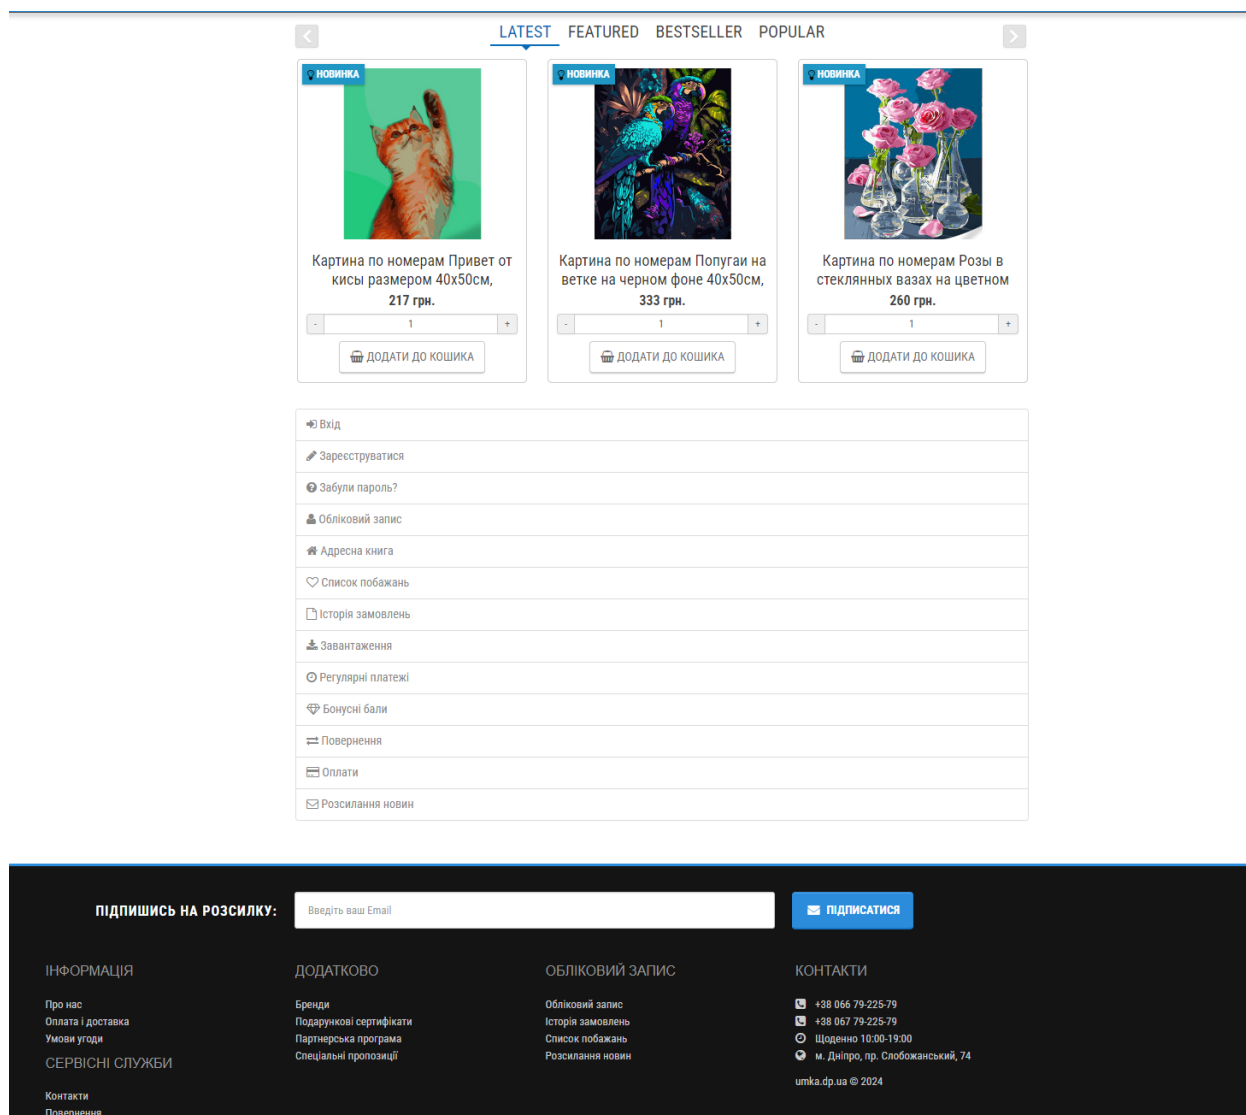 LATEST FEATURED BESTSELLER POPULAR
НОВИНКА
НОВИНКА
НОВИНКА
Картина по номерам Привет от
кисы размером 40х50см,
217 грн.
- 1 +
ДОДАТИ ДО КОШИКА
Картина по номерам Попугаи на
ветке на черном фоне 40х50см,
333 грн.
- 1 +
ДОДАТИ ДО КОШИКА
Картина по номерам Розы в
стеклянных вазах на цветном
260 грн.
- 1 +
ДОДАТИ ДО КОШИКА
Вхід
Зареєструватися
Забули пароль?
Обліковий запис
Адресна книга
Список побажань
Історія замовлень
Завантаження
Регулярні платежі
Бонусні бали
Повернення
Оплати
Розсилання новин
ПІДПИШИСЬ НА РОЗСИЛКУ:
Введіть ваш Email
ПІДПИСАТИСЯ
ІНФОРМАЦІЯ
Про нас
Оплата і доставка
Умови угоди
СЕРВІСНІ СЛУЖБИ
Контакти
Повернення
ДОДАТКОВО
Бренди
Подарункові сертифікати
Партнерська програма
Спеціальні пропозиції
ОБЛІКОВИЙ ЗАПИС
Обліковий запис
Історія замовлень
Список побажань
Розсилання новин
КОНТАКТИ
+38 066 79-225-79
+38 067 79-225-79
Щоденно 10:00-19:00
м. Дніпро, пр. Слобожанський, 74
umka.dp.ua © 2024